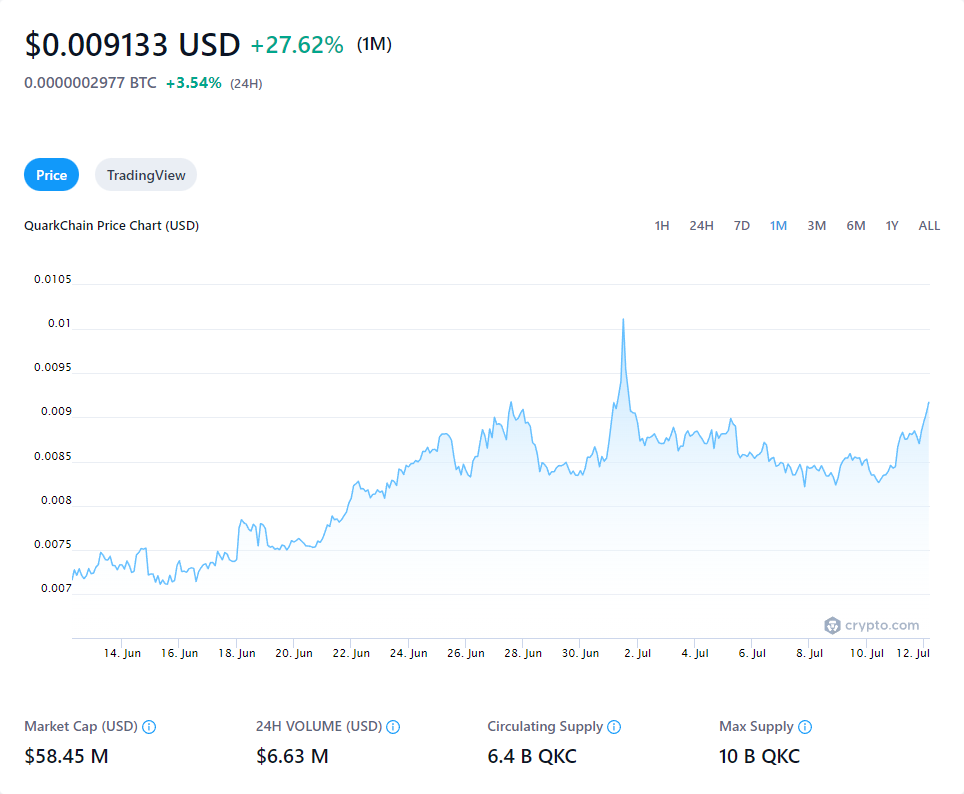 $0.009133 USD +27.62% (1M)
0.0000002977 BTC +3.54% (24H)
Price TradingView
QuarkChain Price Chart (USD)
1H 24H 7D 1M 3M 6M 1Y ALL
0.0105
0.01
0.0095
0.009
0.0085
0.008
0.0075
0.007
crypto.com
14. Jun 16. Jun 18. Jun 20. Jun 22. Jun 24. Jun 26. Jun 28. Jun 30. Jun 2. Jul 4. Jul 6. Jul 8. Jul 10. Jul 12. Jul
Market Cap (USD) 24H VOLUME (USD) Circulating Supply Max Supply
$58.45 M $6.63 M 6.4 B QKC 10 B QKC